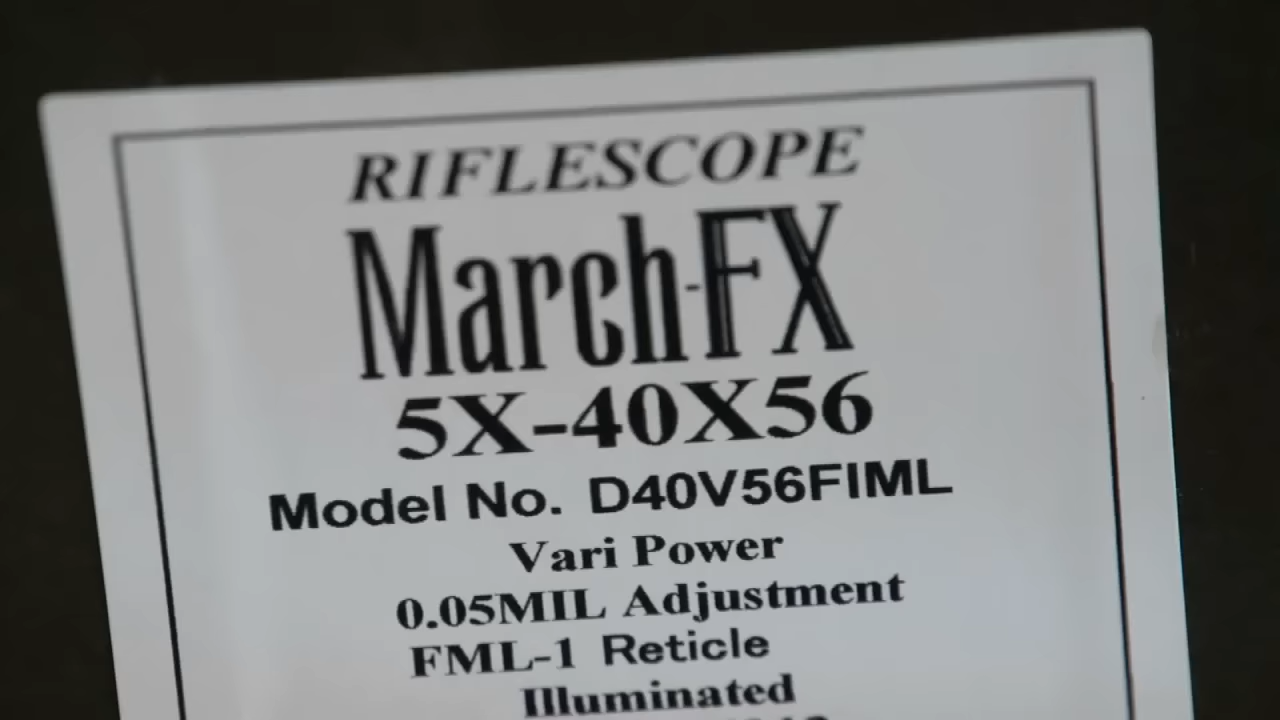 RIFLESCOPE
March-FX
5X-40X56
Model No. D40V56FIML
Vari Power
0.05MIL Adjustment
FML-1 Reticle
Illuminated